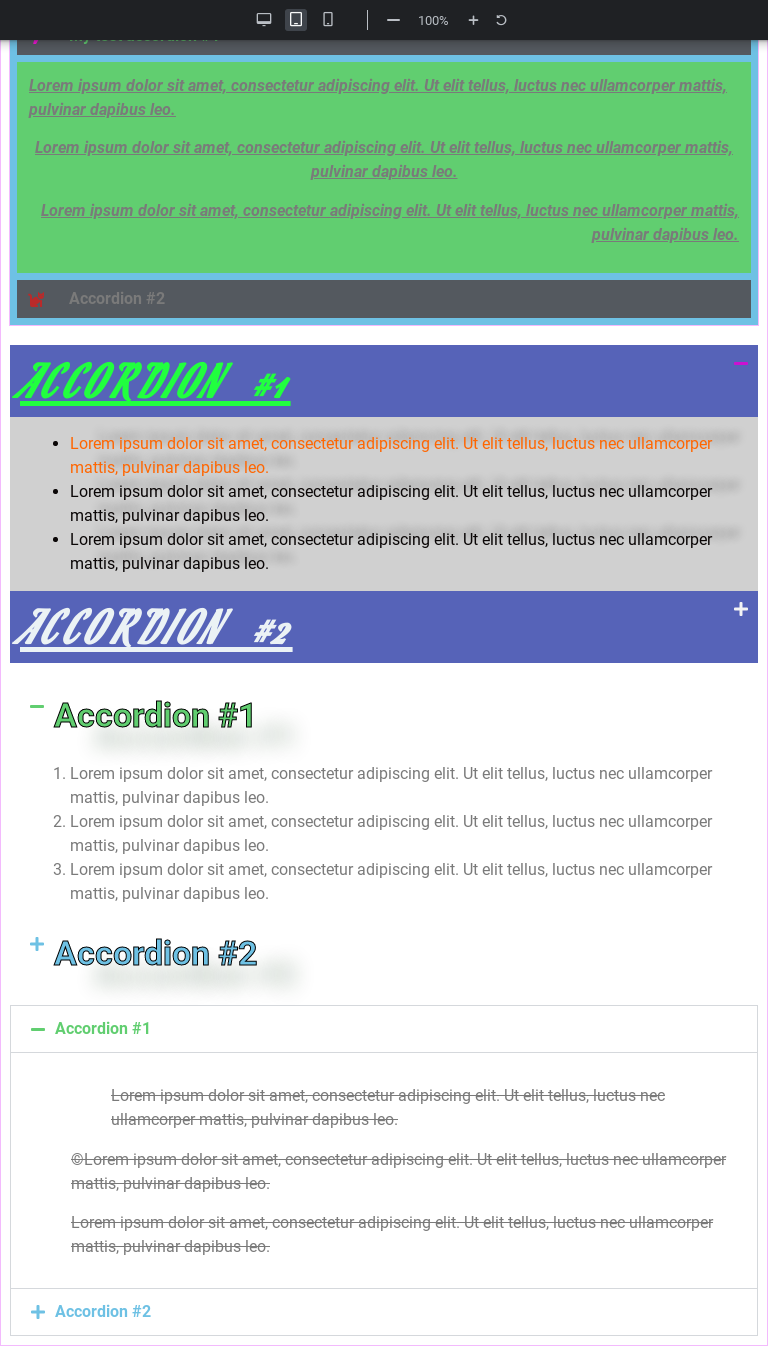 100%
Lorem ipsum dolor sit amet, consectetur adipiscing elit. Ut elit tellus, luctus nec ullamcorper mattis,
pulvinar dapibus leo.
Lorem ipsum dolor sit amet, consectetur adipiscing elit. Ut elit tellus, luctus nec ullamcorper mattis,
pulvinar dapibus leo.
Lorem ipsum dolor sit amet, consectetur adipiscing elit. Ut elit tellus, luctus nec ullamcorper mattis,
pulvinar dapibus leo.
Accordion #2
ACCORDION #1
• Lorem ipsum dolor sit amet, consectetur adipiscing elit. Ut elit tellus, luctus nec ullamcorper
mattis, pulvinar dapibus leo.
• Lorem ipsum dolor sit amet, consectetur adipiscing elit. Ut elit tellus, luctus nec ullamcorper
mattis, pulvinar dapibus leo.
• Lorem ipsum dolor sit amet, consectetur adipiscing elit. Ut elit tellus, luctus nec ullamcorper
mattis, pulvinar dapibus leo.
ACCORDION #2
Accordion #1
1. Lorem ipsum dolor sit amet, consectetur adipiscing elit. Ut elit tellus, luctus nec ullamcorper
mattis, pulvinar dapibus leo.
2. Lorem ipsum dolor sit amet, consectetur adipiscing elit. Ut elit tellus, luctus nec ullamcorper
mattis, pulvinar dapibus leo.
3. Lorem ipsum dolor sit amet, consectetur adipiscing elit. Ut elit tellus, luctus nec ullamcorper
mattis, pulvinar dapibus leo.
Accordion #2
Accordion #1
Lorem ipsum dolor sit amet, consectetur adipiscing elit. Ut elit tellus, luctus nec
ullamcorper mattis, pulvinar dapibus leo.
©Lorem ipsum dolor sit amet, consectetur adipiscing elit. Ut elit tellus, luctus nec ullamcorper
mattis, pulvinar dapibus leo.
Lorem ipsum dolor sit amet, consectetur adipiscing elit. Ut elit tellus, luctus nec ullamcorper
mattis, pulvinar dapibus leo.
Accordion #2